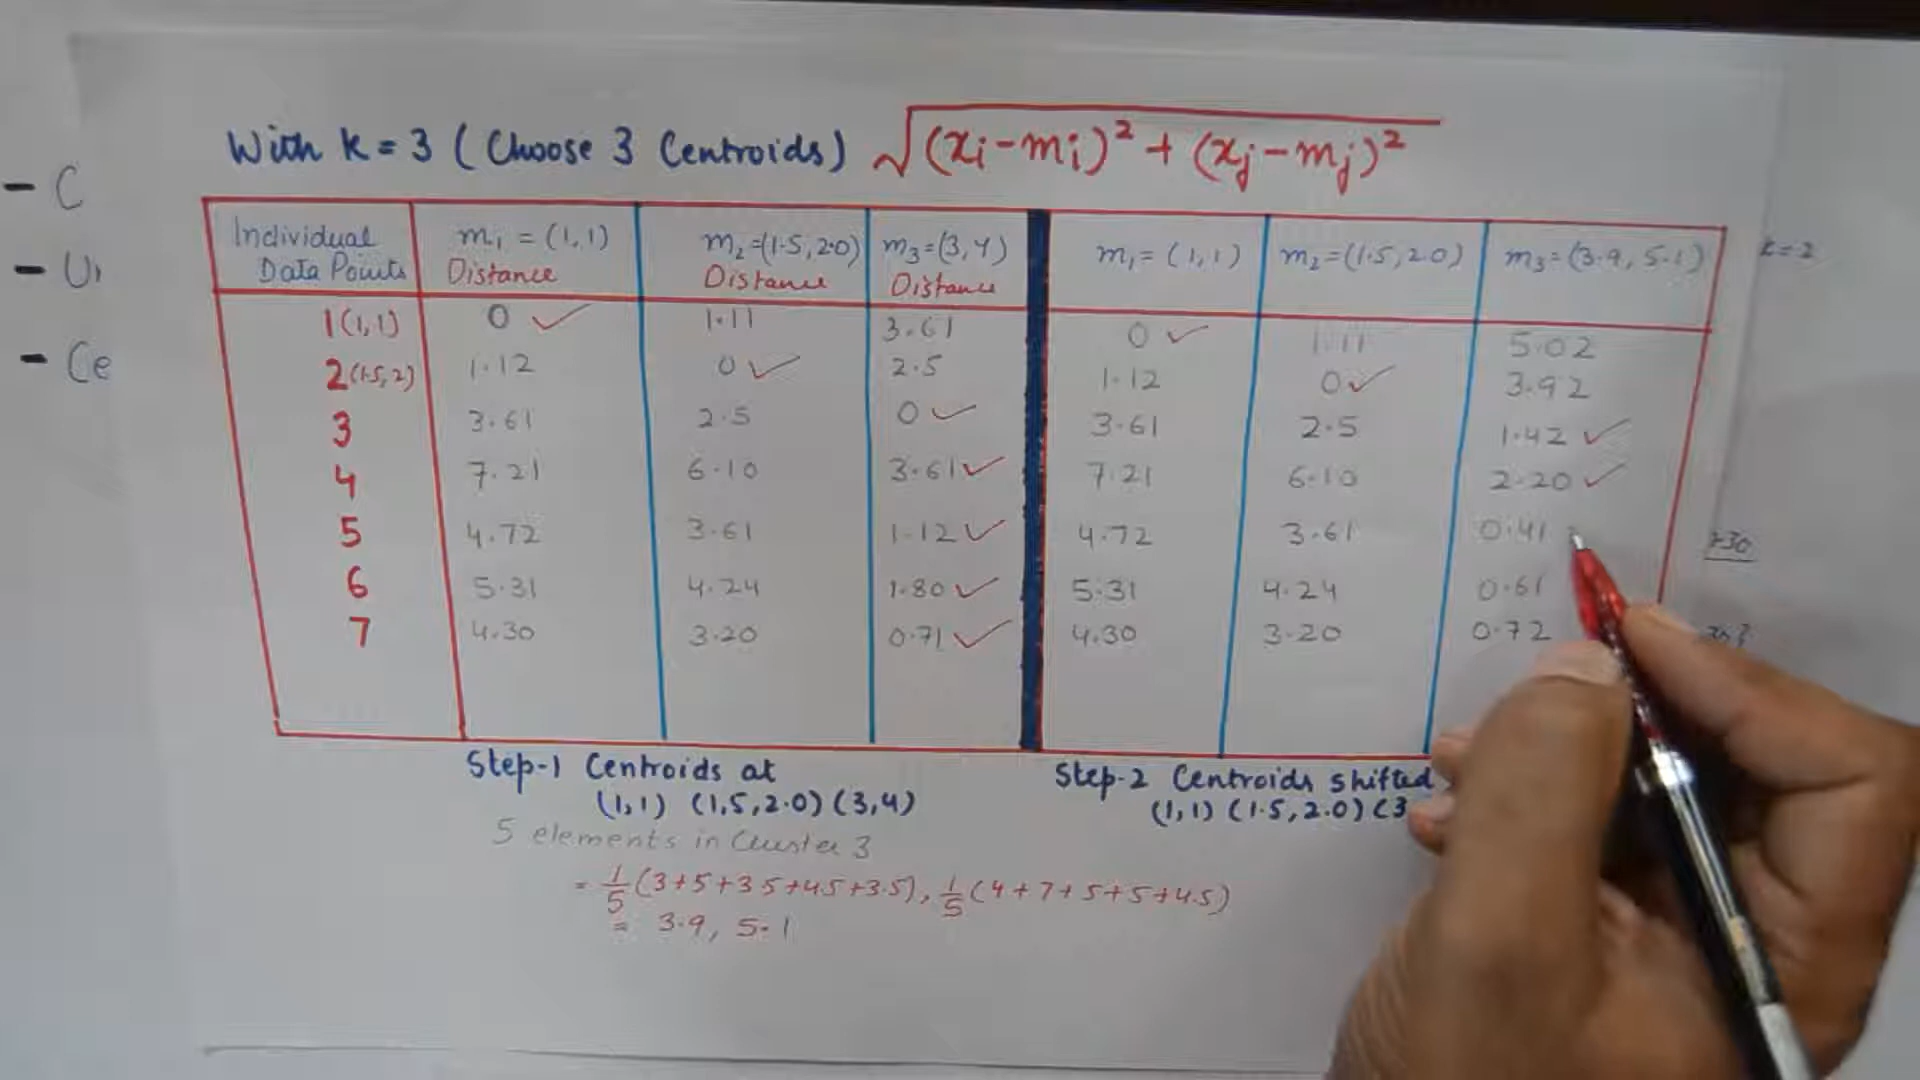 With K = 3 ( Choose 3 Centroids) √(xi-mi)² + (xj-mj)²
- C
- Ce
Individual Data Points
m₁ = (1,1) Distance
m₂=(1.5,2.0) Distance
m₃=(3,4) Distance
m₁= (1,1)
m₂=(1.5,2.0)
m₃=(3.9, 5.1)
k=2
1(1,1) 0 ✓ 1.11 3.61 0 ✓ 1.11 5.02
2(1.5,2) 1.12 0 ✓ 2.5 1.12 0✓ 3.92
3 3.61 2.5 0 ✓ 3.61 2.5 1.42 ✓
4 7.21 6.10 3.61✓ 7.21 6.10 2.20 ✓
5 4.72 3.61 1.12 ✓ 4.72 3.61 0.41
6 5.31 4.24 1.80 ✓ 5.31 4.24 0.61
7 4.30 3.20 0.71 ✓ 4.30 3.20 0.72
Step-1 Centroids at
(1,1) (1,5,2.0) (3,4)
5 elements in Cluster 3
= 1/5 (3+5+3.5+4.5+3.5), 1/5 (4+7+5+5+4.5)
= 3.9, 5.1
Step-2 Centroids shifted
(1,1) (1.5,2.0) (3